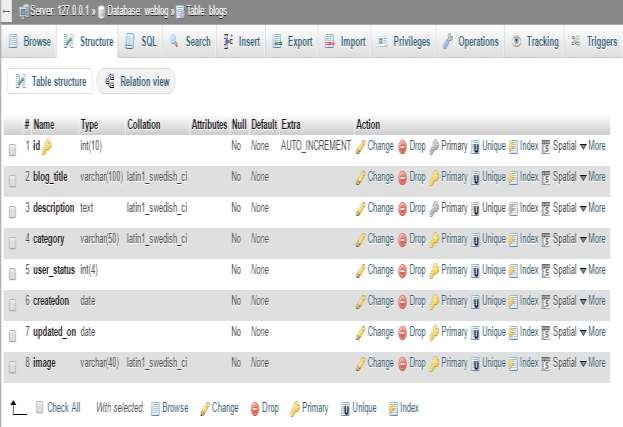 Server: 127.0.0.1 » Database: weblog » Table: blogs
Browse Structure SQL Search Insert Export Import Privileges Operations Tracking Triggers
Table structure Relation view
# Name Type Collation Attributes Null Default Extra Action
1 id int(10) No None AUTO_INCREMENT Change Drop Primary Unique Index Spatial More
2 blog_title varchar(100) latin1_swedish_ci No None Change Drop Primary Unique Index Spatial More
3 description text latin1_swedish_ci No None Change Drop Primary Unique Index Spatial More
4 category varchar(50) latin1_swedish_ci No None Change Drop Primary Unique Index Spatial More
5 user_status int(4) No None Change Drop Primary Unique Index Spatial More
6 createdon date No None Change Drop Primary Unique Index Spatial More
7 updated_on date No None Change Drop Primary Unique Index Spatial More
8 image varchar(40) latin1_swedish_ci No None Change Drop Primary Unique Index Spatial More
Check All With selected: Browse Change Drop Primary Unique Index